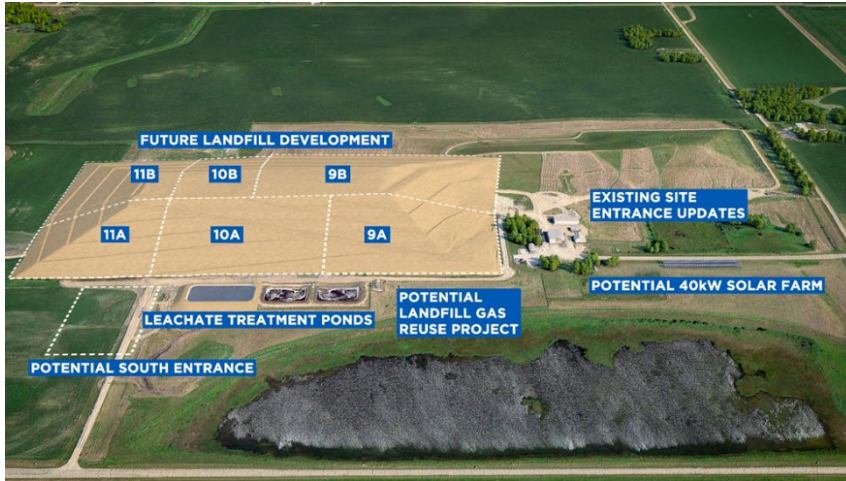 FUTURE LANDFILL DEVELOPMENT
11B
10B
9B
EXISTING SITE
ENTRANCE UPDATES
11A
10A
9A
POTENTIAL 40kW SOLAR FARM
POTENTIAL
LANDFILL GAS
REUSE PROJECT
LEACHATE TREATMENT PONDS
POTENTIAL SOUTH ENTRANCE